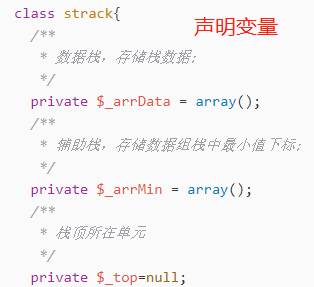 class strack{
声明变量
/**
* 数据栈，存储栈数据;
*/
private $_arrData = array();
/**
* 辅助栈，存储数据组栈中最小值下标;
*/
private $_arrMin = array();
/**
* 栈顶所在单元
*/
private $_top=null;